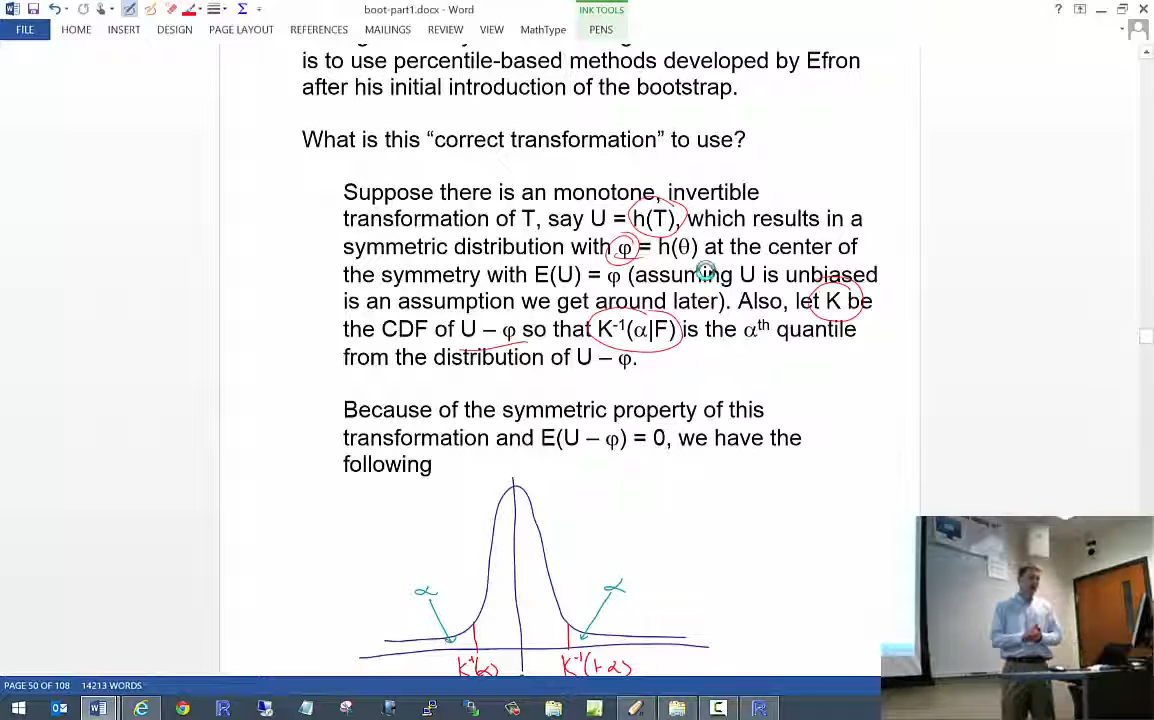 boot-part1.docx - Word
INK TOOLS
FILE HOME INSERT DESIGN PAGE LAYOUT REFERENCES MAILINGS REVIEW VIEW MathType PENS
is to use percentile-based methods developed by Efron
after his initial introduction of the bootstrap.
What is this “correct transformation” to use?
Suppose there is an monotone, invertible
transformation of T, say U = h(T), which results in a
symmetric distribution with φ = h(θ) at the center of
the symmetry with E(U) = φ (assuming U is unbiased
is an assumption we get around later). Also, let K be
the CDF of U – φ so that K⁻¹(α|F) is the αᵗʰ quantile
from the distribution of U – φ.
Because of the symmetric property of this
transformation and E(U – φ) = 0, we have the
following
α α
K⁻¹(α) K⁻¹(1-α)
PAGE 50 OF 108 14213 WORDS